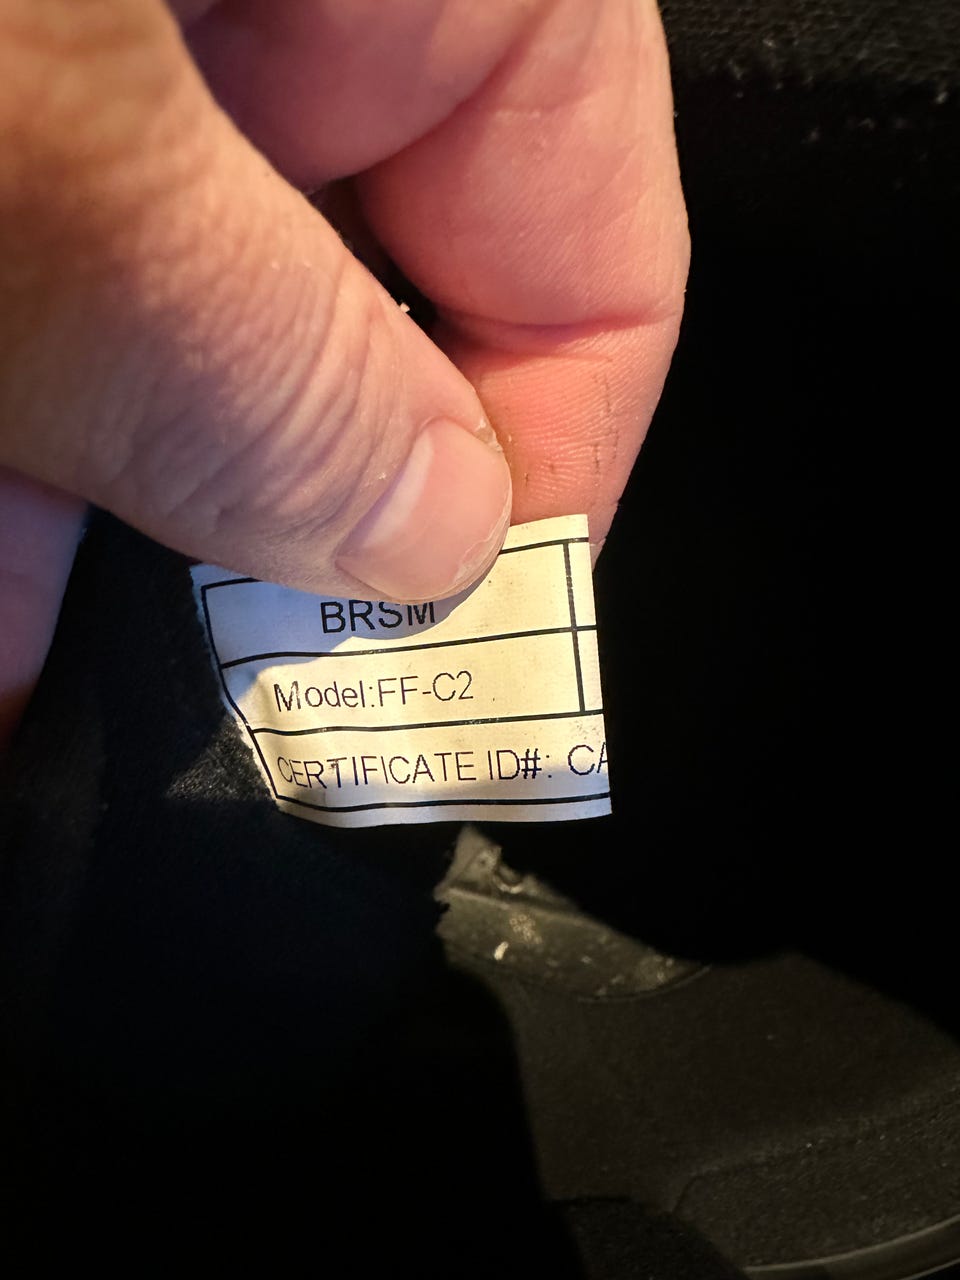 BRSM
Model:FF-C2
CERTIFICATE ID#: CA